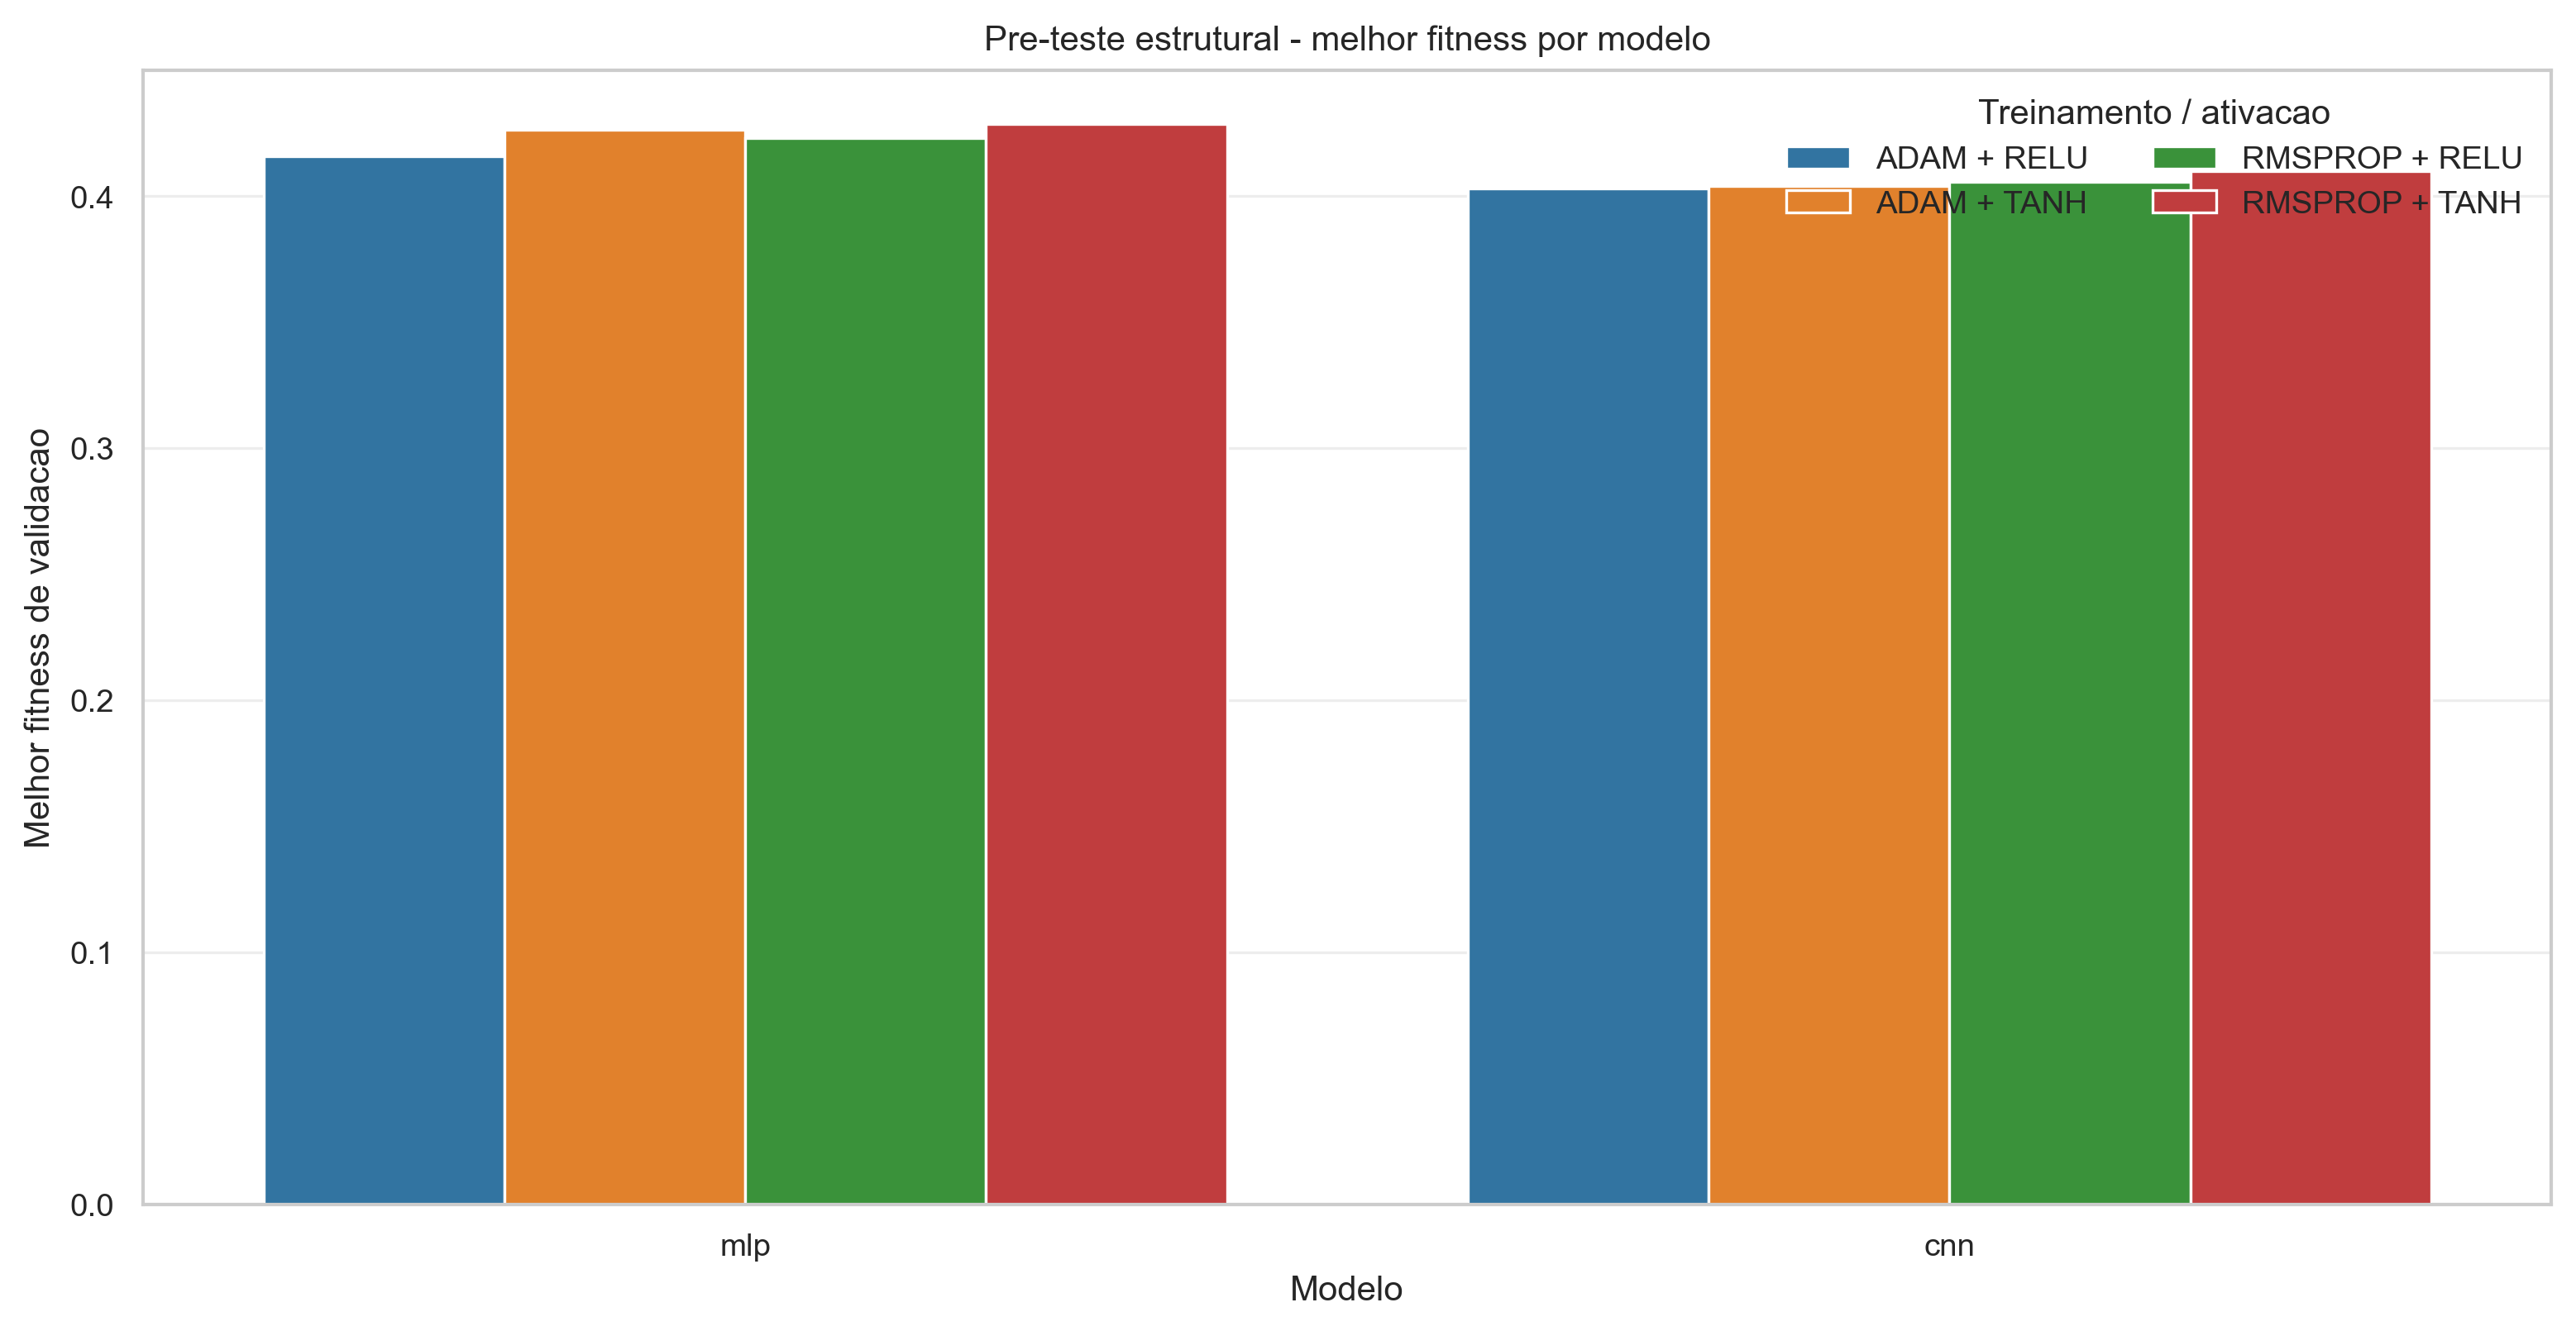 Pre-teste estrutural - melhor fitness por modelo
Treinamento / ativacao
ADAM + RELU
RMSPROP + RELU
ADAM + TANH
RMSPROP + TANH
Melhor fitness de validacao
0.4
0.3
0.2
0.1
0.0
mlp
cnn
Modelo